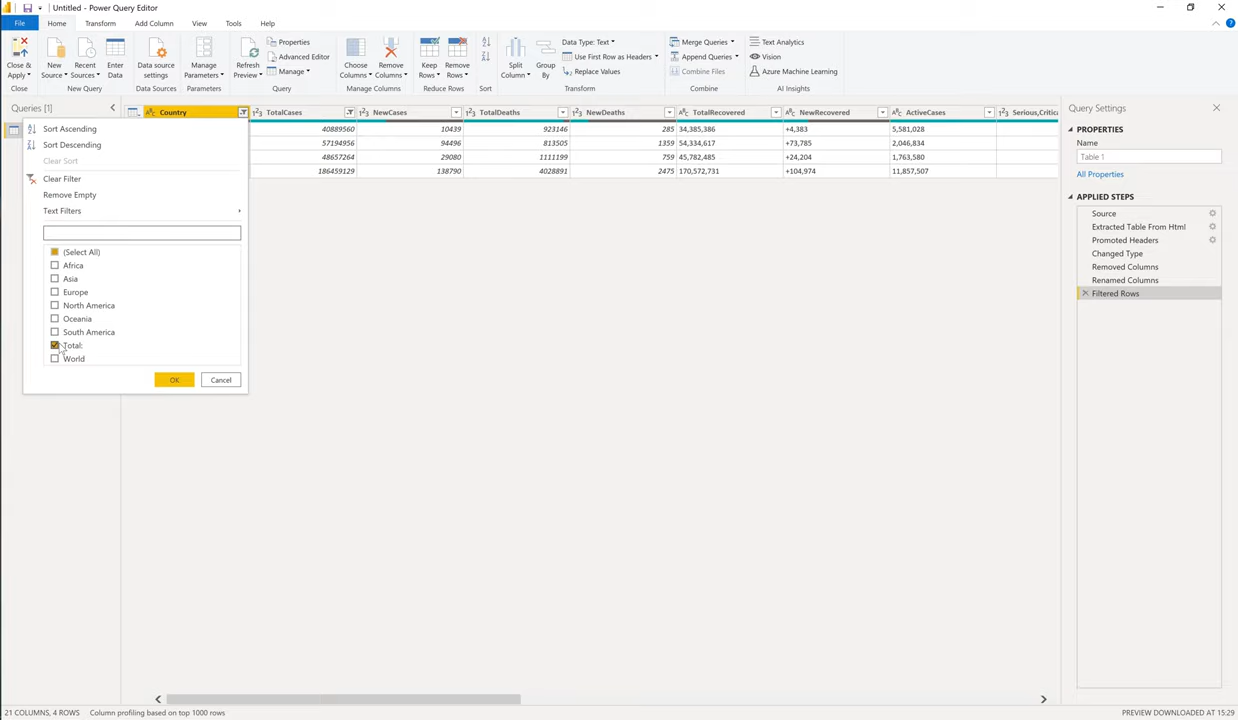 Untitled - Power Query Editor
File Home Transform Add Column View Tools Help
Close & Apply
New Source
Recent Sources
Enter Data
Data source settings
Manage Parameters
Refresh Preview
Properties
Advanced Editor
Manage
Choose Columns
Remove Columns
Keep Rows
Remove Rows
Split Column
Group By
Data Type: Text
Use First Row as Headers
Replace Values
Merge Queries
Append Queries
Combine Files
Text Analytics
Vision
Azure Machine Learning
Close New Query Data Sources Parameters Query Manage Columns Reduce Rows Sort Transform Combine AI Insights
Queries [1]
Country TotalCases NewCases TotalDeaths NewDeaths TotalRecovered NewRecovered ActiveCases Serious,Critic
40889560 10439 923146 285 34,385,386 +4,383 5,581,028
57194956 94496 813505 1359 54,334,617 +73,785 2,046,834
48657264 29080 1111199 759 45,782,485 +24,204 1,763,580
186459129 138790 4028891 2475 170,572,731 +104,974 11,857,507
Sort Ascending
Sort Descending
Clear Sort
Clear Filter
Remove Empty
Text Filters
(Select All)
Africa
Asia
Europe
North America
Oceania
South America
Total:
World
OK Cancel
Query Settings
PROPERTIES
Name
Table 1
All Properties
APPLIED STEPS
Source
Extracted Table From Html
Promoted Headers
Changed Type
Removed Columns
Renamed Columns
Filtered Rows
21 COLUMNS, 4 ROWS Column profiling based on top 1000 rows PREVIEW DOWNLOADED AT 15:29